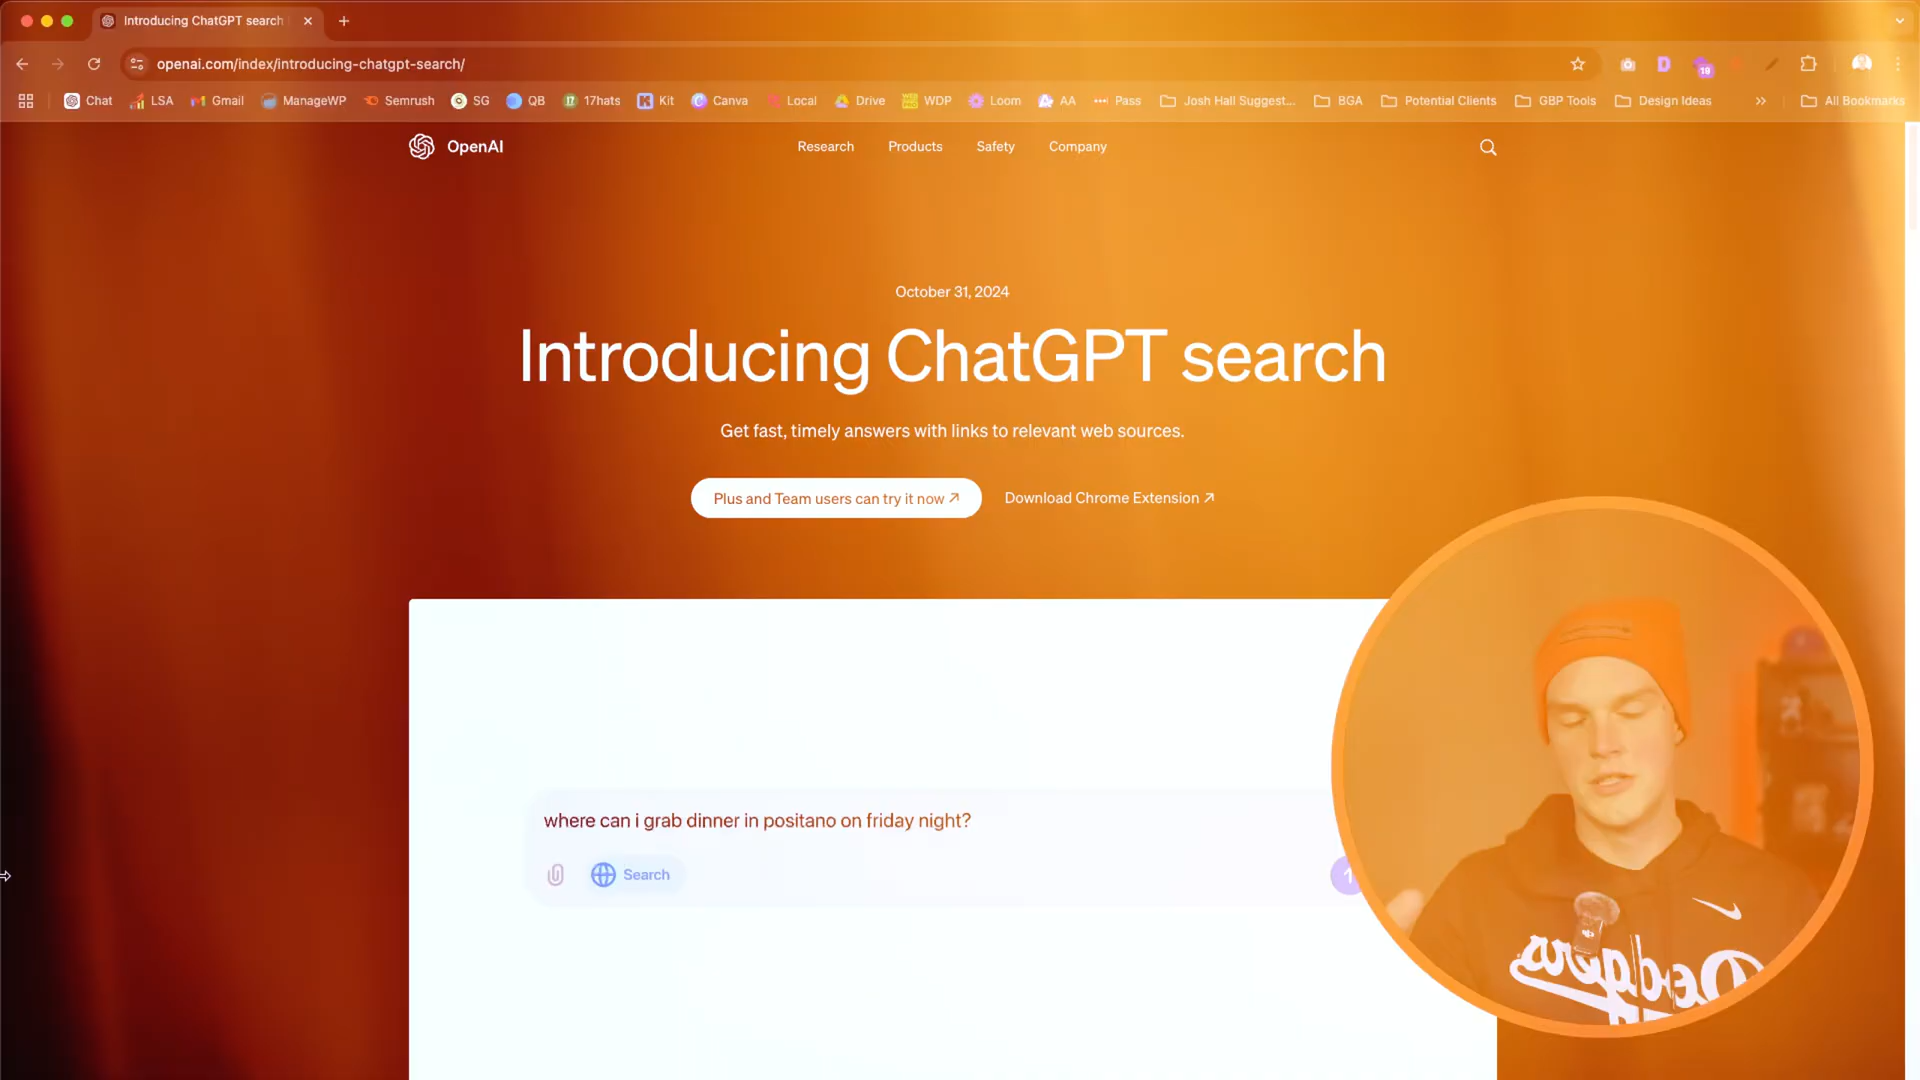 Introducing ChatGPT search
openai.com/index/introducing-chatgpt-search/
19
Chat LSA Gmail ManageWP Semrush SG QB 17hats Kit Canva Local Drive WDP Loom AA Pass Josh Hall Suggest... BGA Potential Clients GBP Tools Design Ideas All Bookmarks
OpenAI Research Products Safety Company
October 31, 2024
Introducing ChatGPT search
Get fast, timely answers with links to relevant web sources.
Plus and Team users can try it now ↗ Download Chrome Extension ↗
where can i grab dinner in positano on friday night?
Search
Dodgers